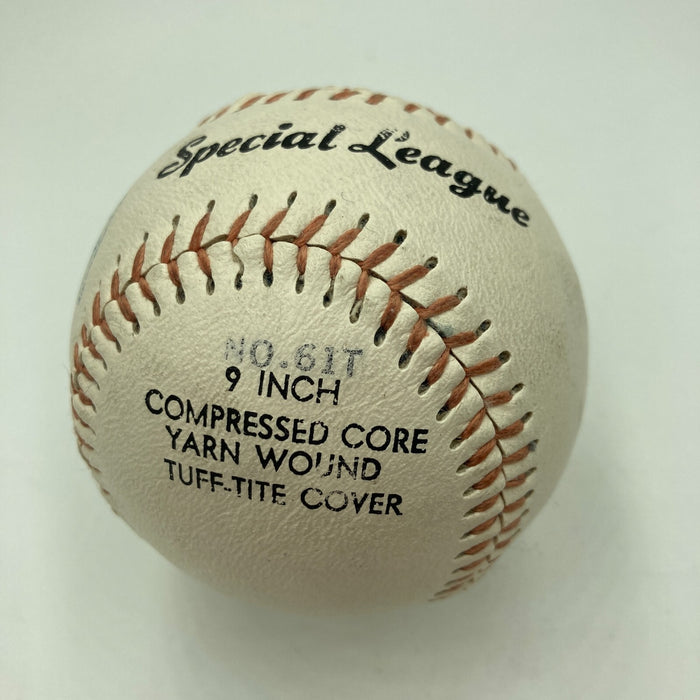 Special League
NO.61T
9 INCH
COMPRESSED CORE
YARN WOUND
TUFF-TITE COVER